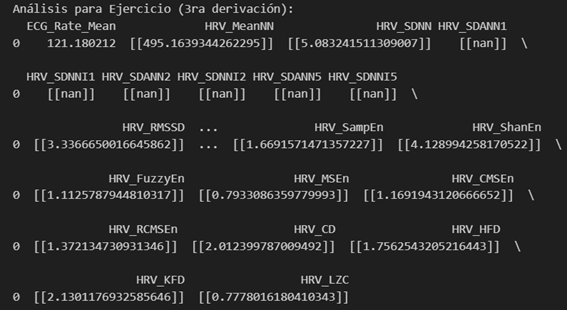 Análisis para Ejercicio (3ra derivación):
ECG_Rate_Mean HRV_MeanNN HRV_SDNN HRV_SDANN1
0 121.180212 [[495.1639344262295]] [[5.083241511309007]] [[nan]] \
HRV_SDNNI1 HRV_SDANN2 HRV_SDNNI2 HRV_SDANN5 HRV_SDNNI5
0 [[nan]] [[nan]] [[nan]] [[nan]] [[nan]] \
HRV_RMSSD ... HRV_SampEn HRV_ShanEn
0 [[3.3366650016645862]] ... [[1.6691571471357227]] [[4.128994258170522]] \
HRV_FuzzyEn HRV_MSEn HRV_CMSEn
0 [[1.1125787944810317]] [[0.7933086359779993]] [[1.1691943120666652]] \
HRV_RCMSEn HRV_CD HRV_HFD
0 [[1.372134730931346]] [[2.012399787009492]] [[1.7562543205216443]] \
HRV_KFD HRV_LZC
0 [[2.1301176932585646]] [[0.7778016180410343]]